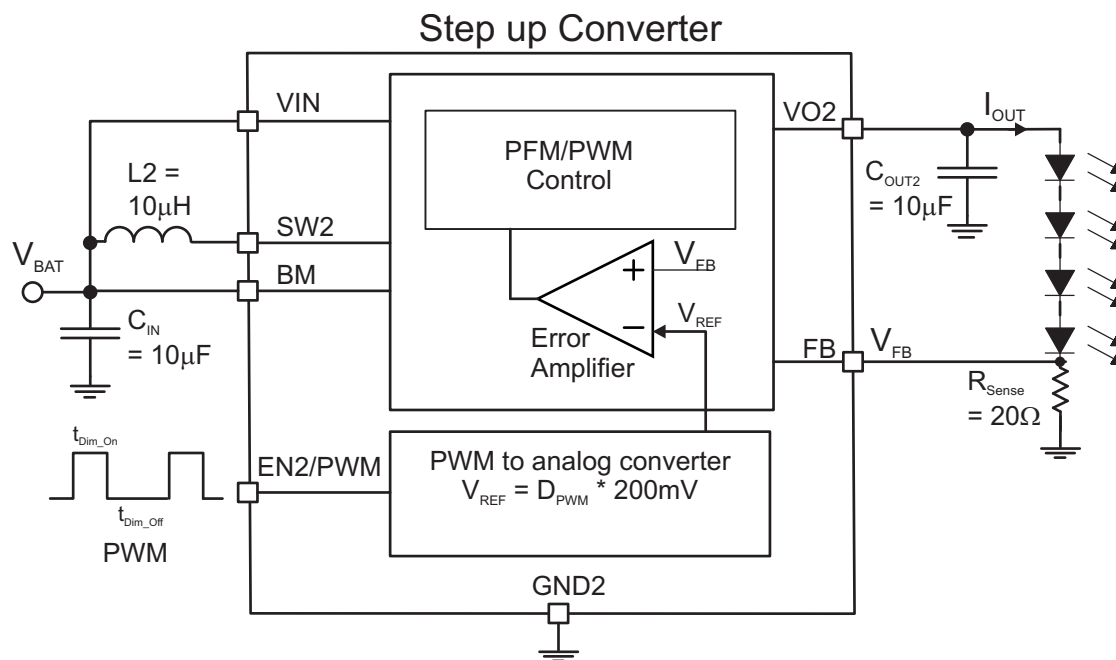 Step up Converter
VIN
VO2
I_OUT
PFM/PWM
Control
L2 =
10µH
C_OUT2
= 10µF
SW2
V_BAT
BM
V_FB
+
C_IN
= 10µF
V_REF
−
Error
Amplifier
FB
V_FB
R_Sense
= 20Ω
t_Dim_On
EN2/PWM
PWM to analog converter
V_REF = D_PWM * 200mV
t_Dim_Off
PWM
GND2